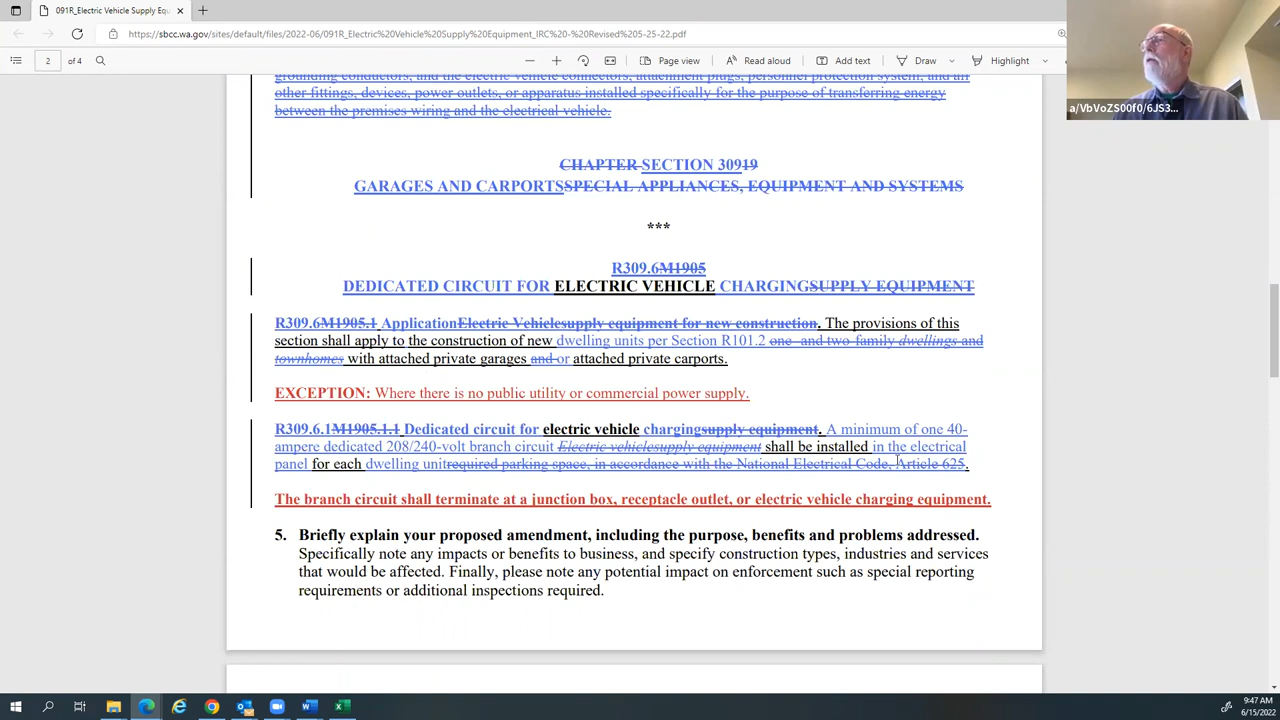 091R_Electric Vehicle Supply Equ
https://sbcc.wa.gov/sites/default/files/2022-06/091R_Electric%20Vehicle%20Supply%20Equipment_IRC%20-%20Revised%205-25-22.pdf
2 of 4 Page view Read aloud Add text Draw Highlight
a/VbVoZS00f0/6JS3...
grounding conductors, and the electric vehicle connectors, attachment plugs, personnel protection system, and all
other fittings, devices, power outlets, or apparatus installed specifically for the purpose of transferring energy
between the premises wiring and the electrical vehicle.
CHAPTER SECTION 30919
GARAGES AND CARPORTSSPECIAL APPLIANCES, EQUIPMENT AND SYSTEMS
***
R309.6M1905
DEDICATED CIRCUIT FOR ELECTRIC VEHICLE CHARGINGSUPPLY EQUIPMENT
R309.6M1905.1 ApplicationElectric Vehiclesupply equipment for new construction. The provisions of this
section shall apply to the construction of new dwelling units per Section R101.2 one- and two-family dwellings and
townhomes with attached private garages and or attached private carports.
EXCEPTION: Where there is no public utility or commercial power supply.
R309.6.1M1905.1.1 Dedicated circuit for electric vehicle chargingsupply equipment. A minimum of one 40-
ampere dedicated 208/240-volt branch circuit Electric vehiclesupply equipment shall be installed in the electrical
panel for each dwelling unitrequired parking space, in accordance with the National Electrical Code, Article 625.
The branch circuit shall terminate at a junction box, receptacle outlet, or electric vehicle charging equipment.
5. Briefly explain your proposed amendment, including the purpose, benefits and problems addressed.
Specifically note any impacts or benefits to business, and specify construction types, industries and services
that would be affected. Finally, please note any potential impact on enforcement such as special reporting
requirements or additional inspections required.
9:47 AM
6/15/2022